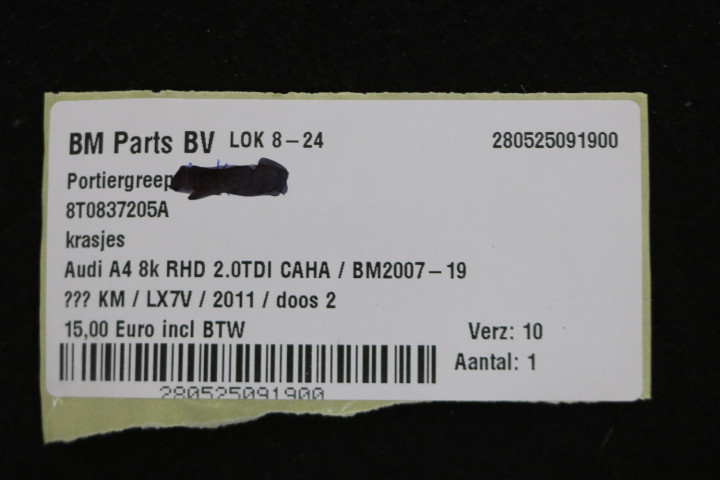 BM Parts BV LOK 8-24 280525091900
Portiergreep
8T0837205A
krasjes
Audi A4 8k RHD 2.0TDI CAHA / BM2007-19
??? KM / LX7V / 2011 / doos 2
15,00 Euro incl BTW Verz: 10
Aantal: 1
280525091900